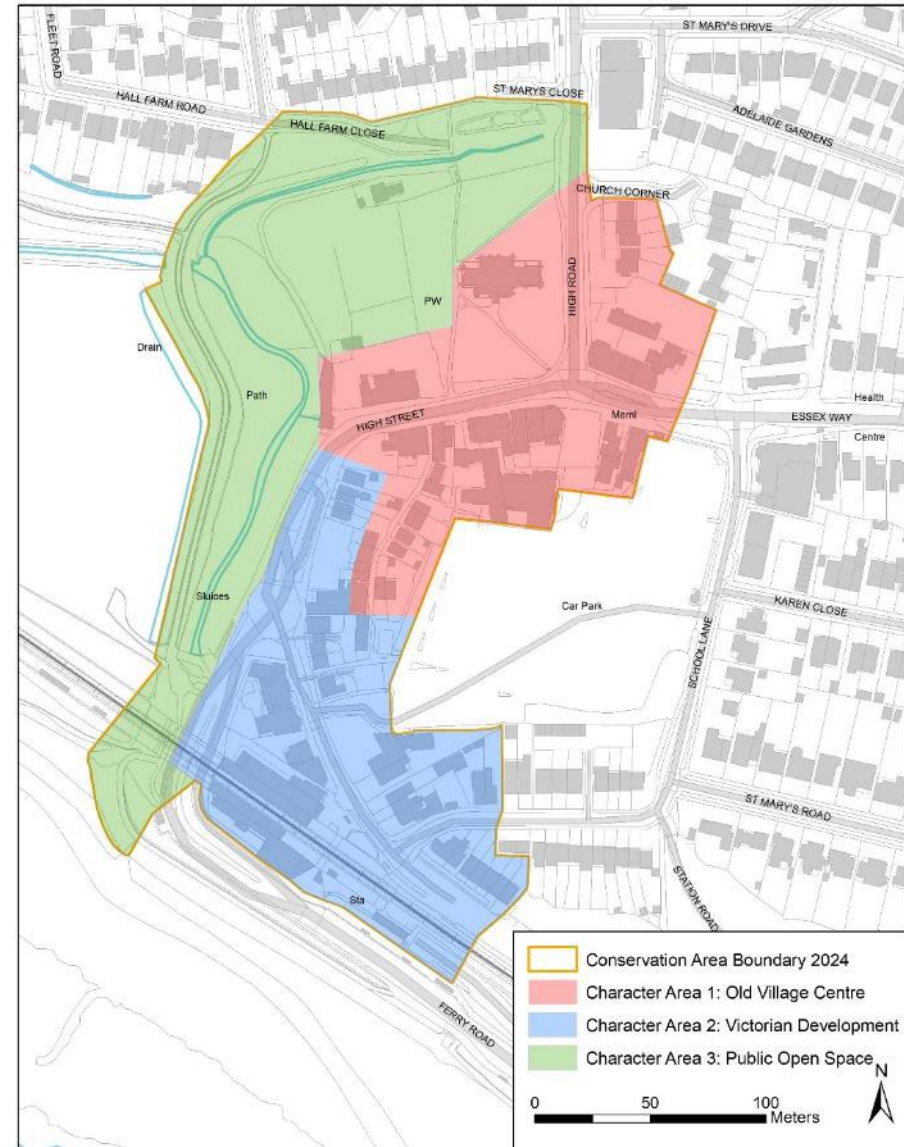 ST MARY'S DRIVE
FLEET ROAD
HALL FARM ROAD
ST MARYS CLOSE
HALL FARM CLOSE
ADELAIDE GARDENS
CHURCH CORNER
PW
HIGH ROAD
Drain
Path
HIGH STREET
Meml
Health
ESSEX WAY
Centre
Sluices
Car Park
KAREN CLOSE
SCHOOL LANE
ST MARY'S ROAD
STATION ROAD
Sta
FERRY ROAD
Conservation Area Boundary 2024
Character Area 1: Old Village Centre
Character Area 2: Victorian Development
Character Area 3: Public Open Space
N
0 50 100
Meters